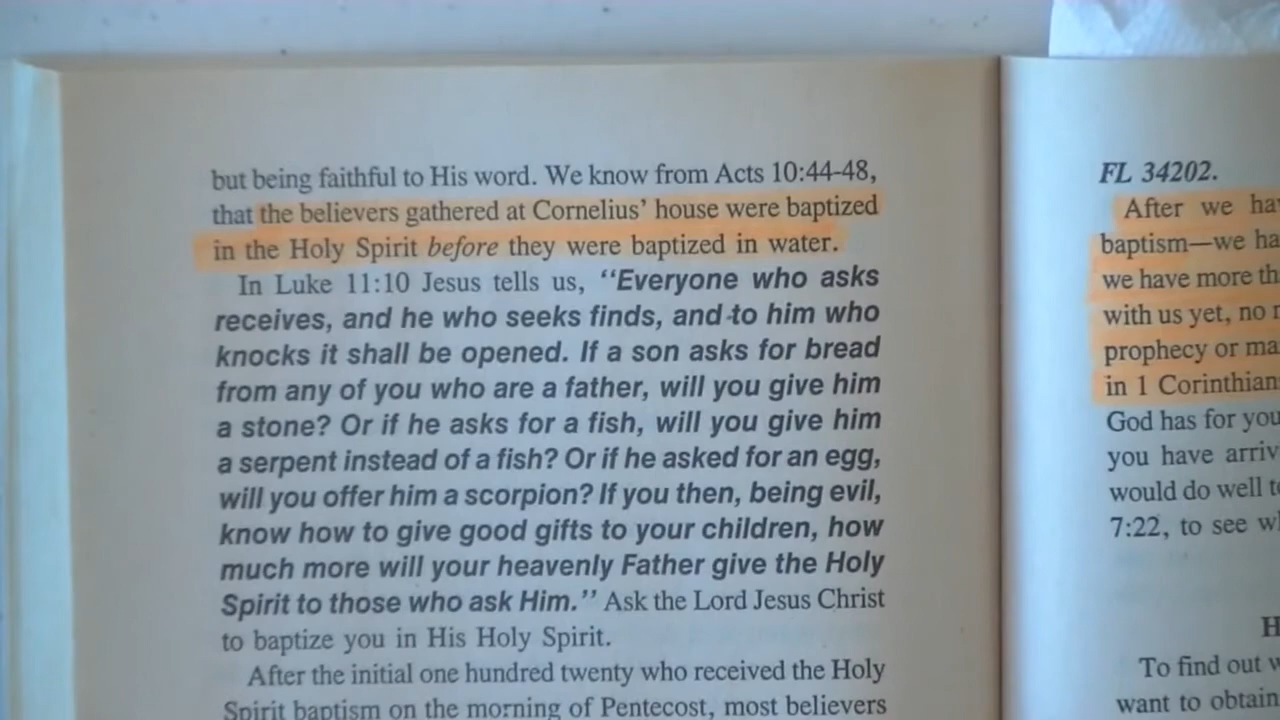 but being faithful to His word. We know from Acts 10:44-48,
that the believers gathered at Cornelius’ house were baptized
in the Holy Spirit before they were baptized in water.
In Luke 11:10 Jesus tells us, “Everyone who asks
receives, and he who seeks finds, and to him who
knocks it shall be opened. If a son asks for bread
from any of you who are a father, will you give him
a stone? Or if he asks for a fish, will you give him
a serpent instead of a fish? Or if he asked for an egg,
will you offer him a scorpion? If you then, being evil,
know how to give good gifts to your children, how
much more will your heavenly Father give the Holy
Spirit to those who ask Him.” Ask the Lord Jesus Christ
to baptize you in His Holy Spirit.
After the initial one hundred twenty who received the Holy
Spirit baptism on the morning of Pentecost, most believers
FL 34202.
After we
baptism—we
we have more
with us yet, no
prophecy or
in 1
God has for
you have
would do well
7:22, to see
To find out
want to obtain